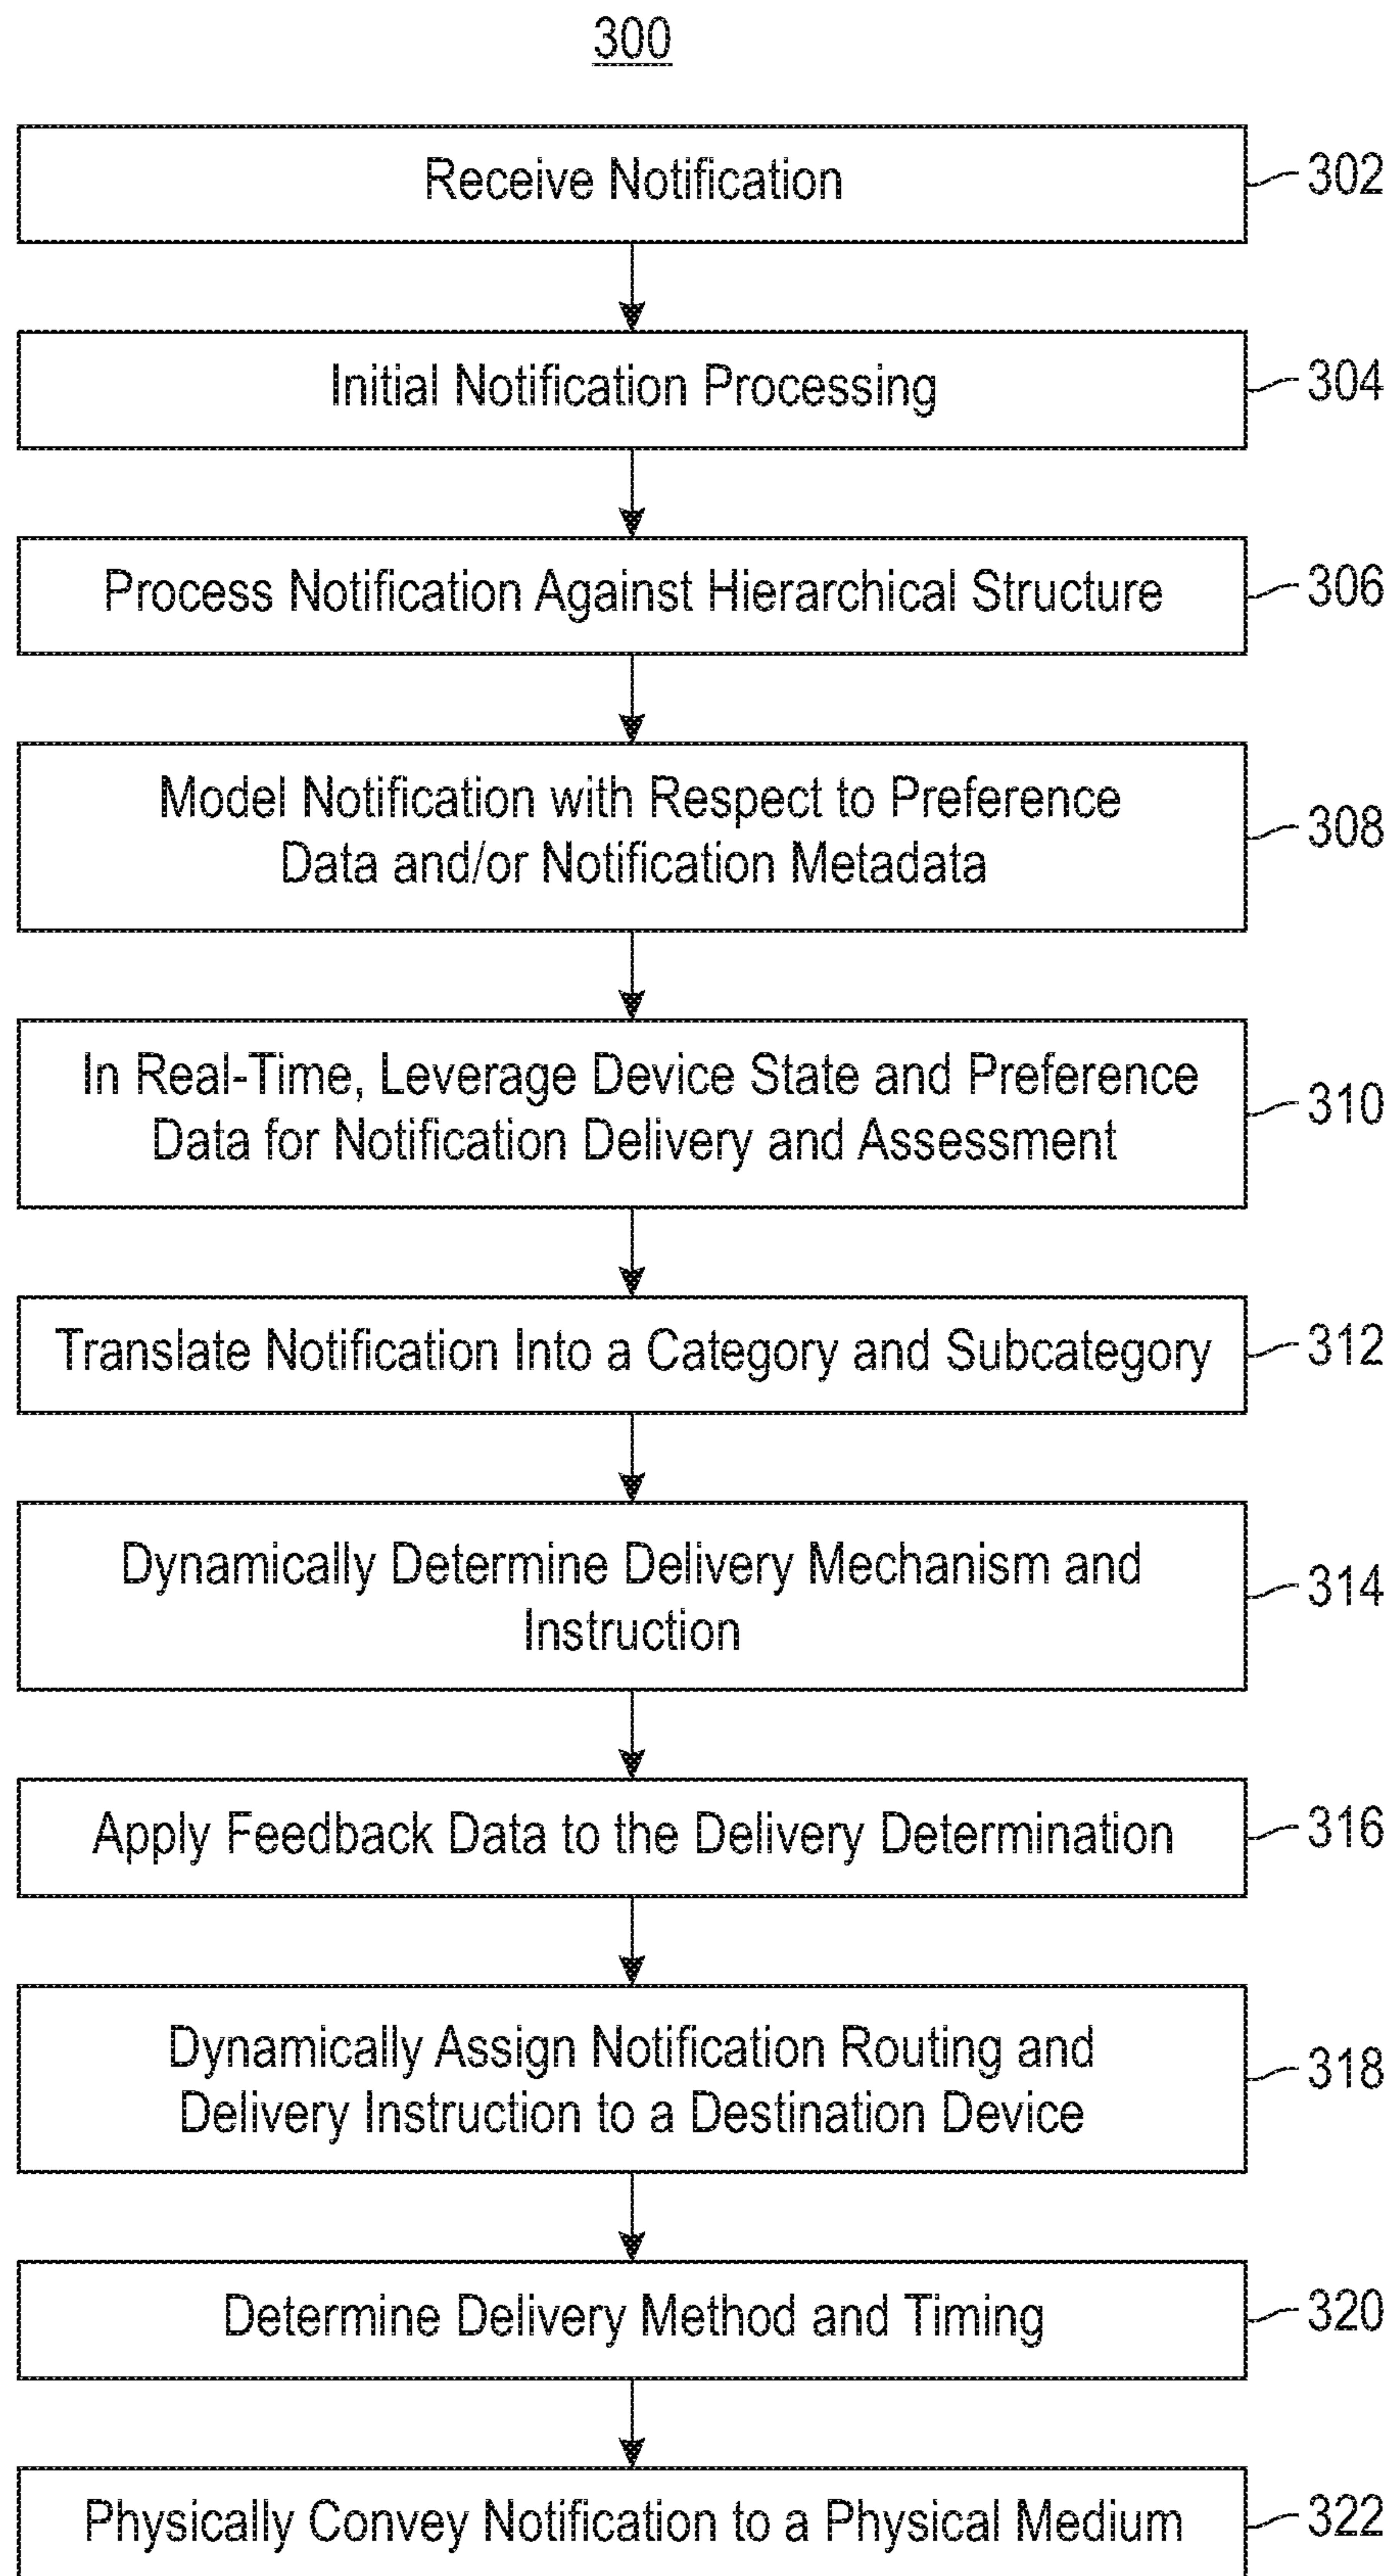 300
Receive Notification
302
Initial Notification Processing
304
Process Notification Against Hierarchical Structure
306
Model Notification with Respect to Preference
Data and/or Notification Metadata
308
In Real-Time, Leverage Device State and Preference
Data for Notification Delivery and Assessment
310
Translate Notification Into a Category and Subcategory
312
Dynamically Determine Delivery Mechanism and
Instruction
314
Apply Feedback Data to the Delivery Determination
316
Dynamically Assign Notification Routing and
Delivery Instruction to a Destination Device
318
Determine Delivery Method and Timing
320
Physically Convey Notification to a Physical Medium
322